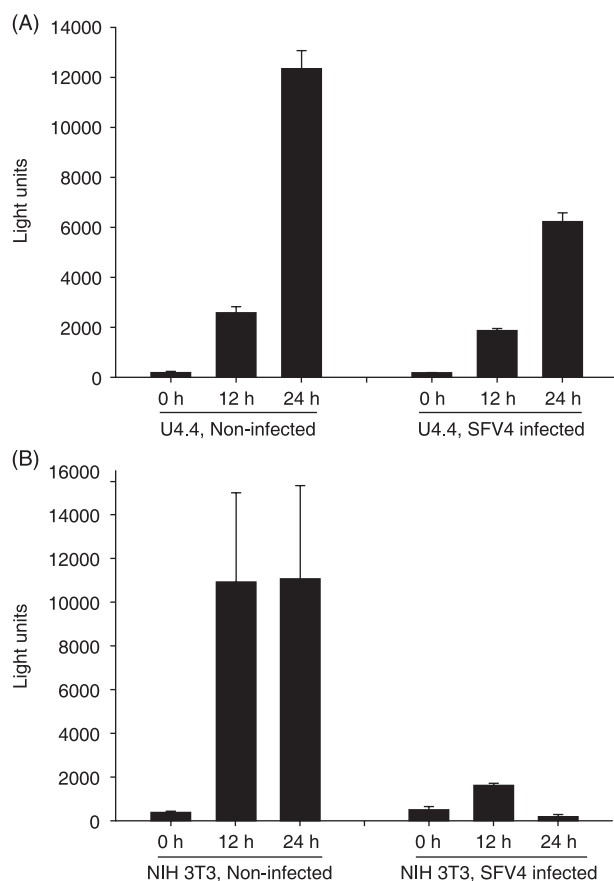 (A)
14000
12000
10000
8000
6000
4000
2000
0
Light units
0 h 12 h 24 h 0 h 12 h 24 h
U4.4, Non-infected U4.4, SFV4 infected
(B)
16000
14000
12000
10000
8000
6000
4000
2000
0
Light units
0 h 12 h 24 h 0 h 12 h 24 h
NIH 3T3, Non-infected NIH 3T3, SFV4 infected